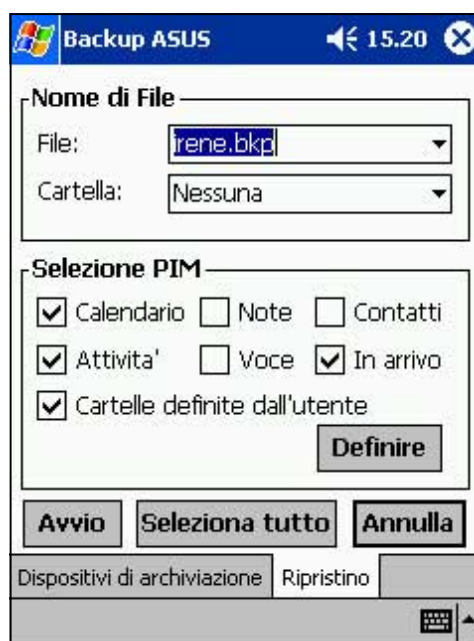 Backup ASUS 15.20
Nome di File
File: irene.bkp
Cartella: Nessuna
Selezione PIM
Calendario Note Contatti
Attivita' Voce In arrivo
Cartelle definite dall'utente
Definire
Avvio Seleziona tutto Annulla
Dispositivi di archiviazione Ripristino